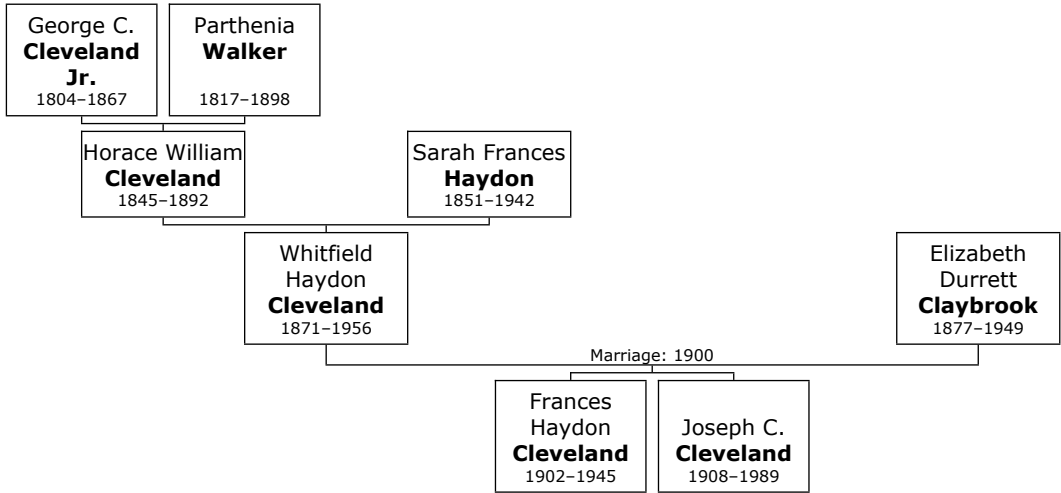 George C.
Cleveland
Jr.
1804–1867
Parthenia
Walker
1817–1898
Horace William
Cleveland
1845–1892
Sarah Frances
Haydon
1851–1942
Whitfield
Haydon
Cleveland
1871–1956
Elizabeth
Durrett
Claybrook
1877–1949
Marriage: 1900
Frances
Haydon
Cleveland
1902–1945
Joseph C.
Cleveland
1908–1989